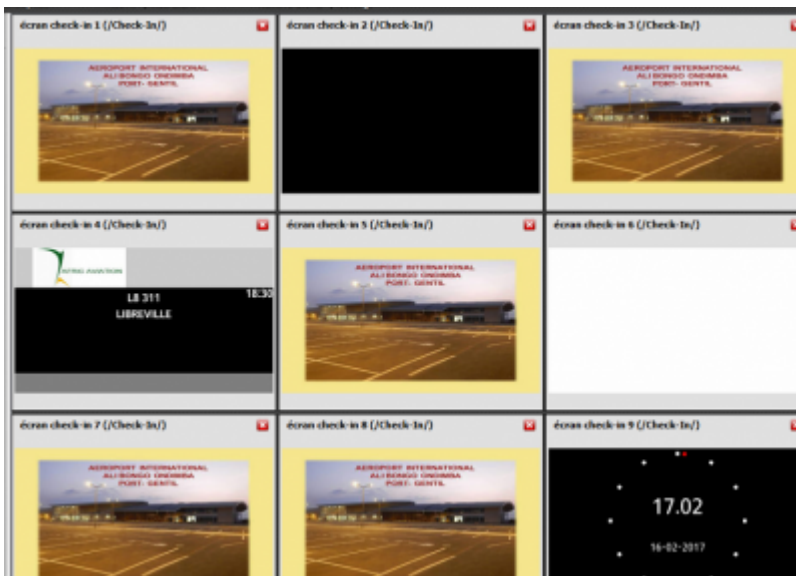 écran check-in 1 (/Check-In/)
écran check-in 2 (/Check-In/)
écran check-in 3 (/Check-In/)
AEROPORT INTERNATIONAL
ALI BONGO ONDIMBA
PORT- GENTIL
AEROPORT INTERNATIONAL
ALI BONGO ONDIMBA
PORT- GENTIL
écran check-in 4 (/Check-In/)
écran check-in 5 (/Check-In/)
écran check-in 6 (/Check-In/)
AVIATION
18:30
LIBREVILLE
AEROPORT INTERNATIONAL
ALI BONGO ONDIMBA
PORT- GENTIL
écran check-in 7 (/Check-In/)
écran check-in 8 (/Check-In/)
écran check-in 9 (/Check-In/)
AEROPORT INTERNATIONAL
ALI BONGO ONDIMBA
PORT- GENTIL
AEROPORT INTERNATIONAL
ALI BONGO ONDIMBA
PORT- GENTIL
17.02
16-02-2017